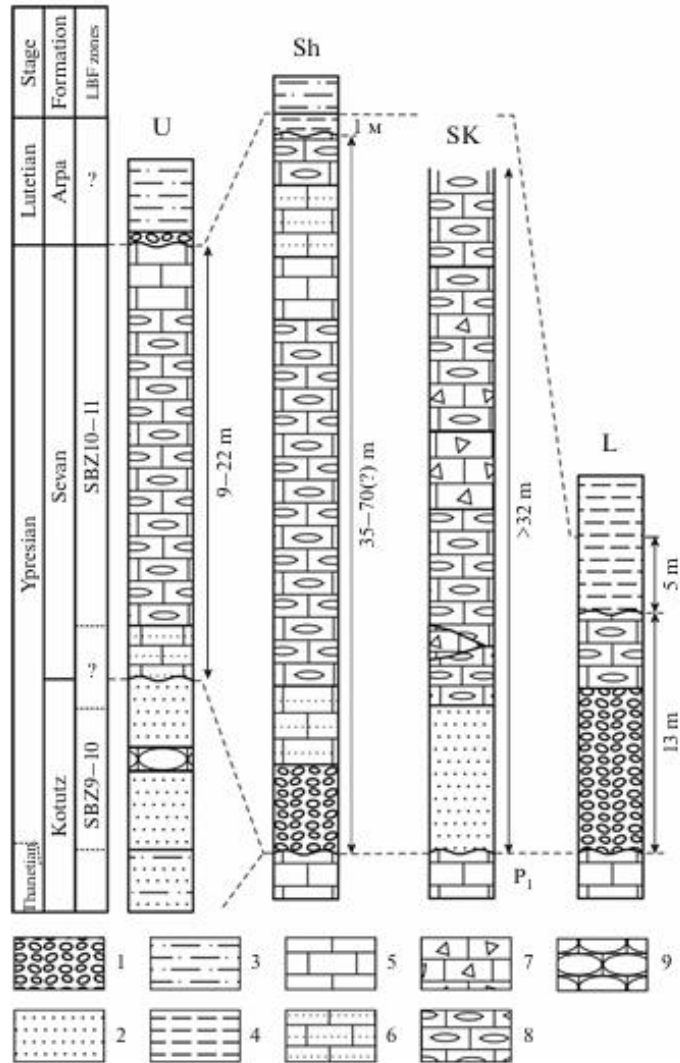 Stage
Formation
LBF zones
Lutetian
Arpa
?
Ypresian
Sevan
SBZ10–11
?
Kotutz
SBZ9–10
Thanetian
U
9–22 m
Sh
1 м
35–70(?) m
SK
>32 m
P1
L
5 m
13 m
1
3
5
7
9
2
4
6
8